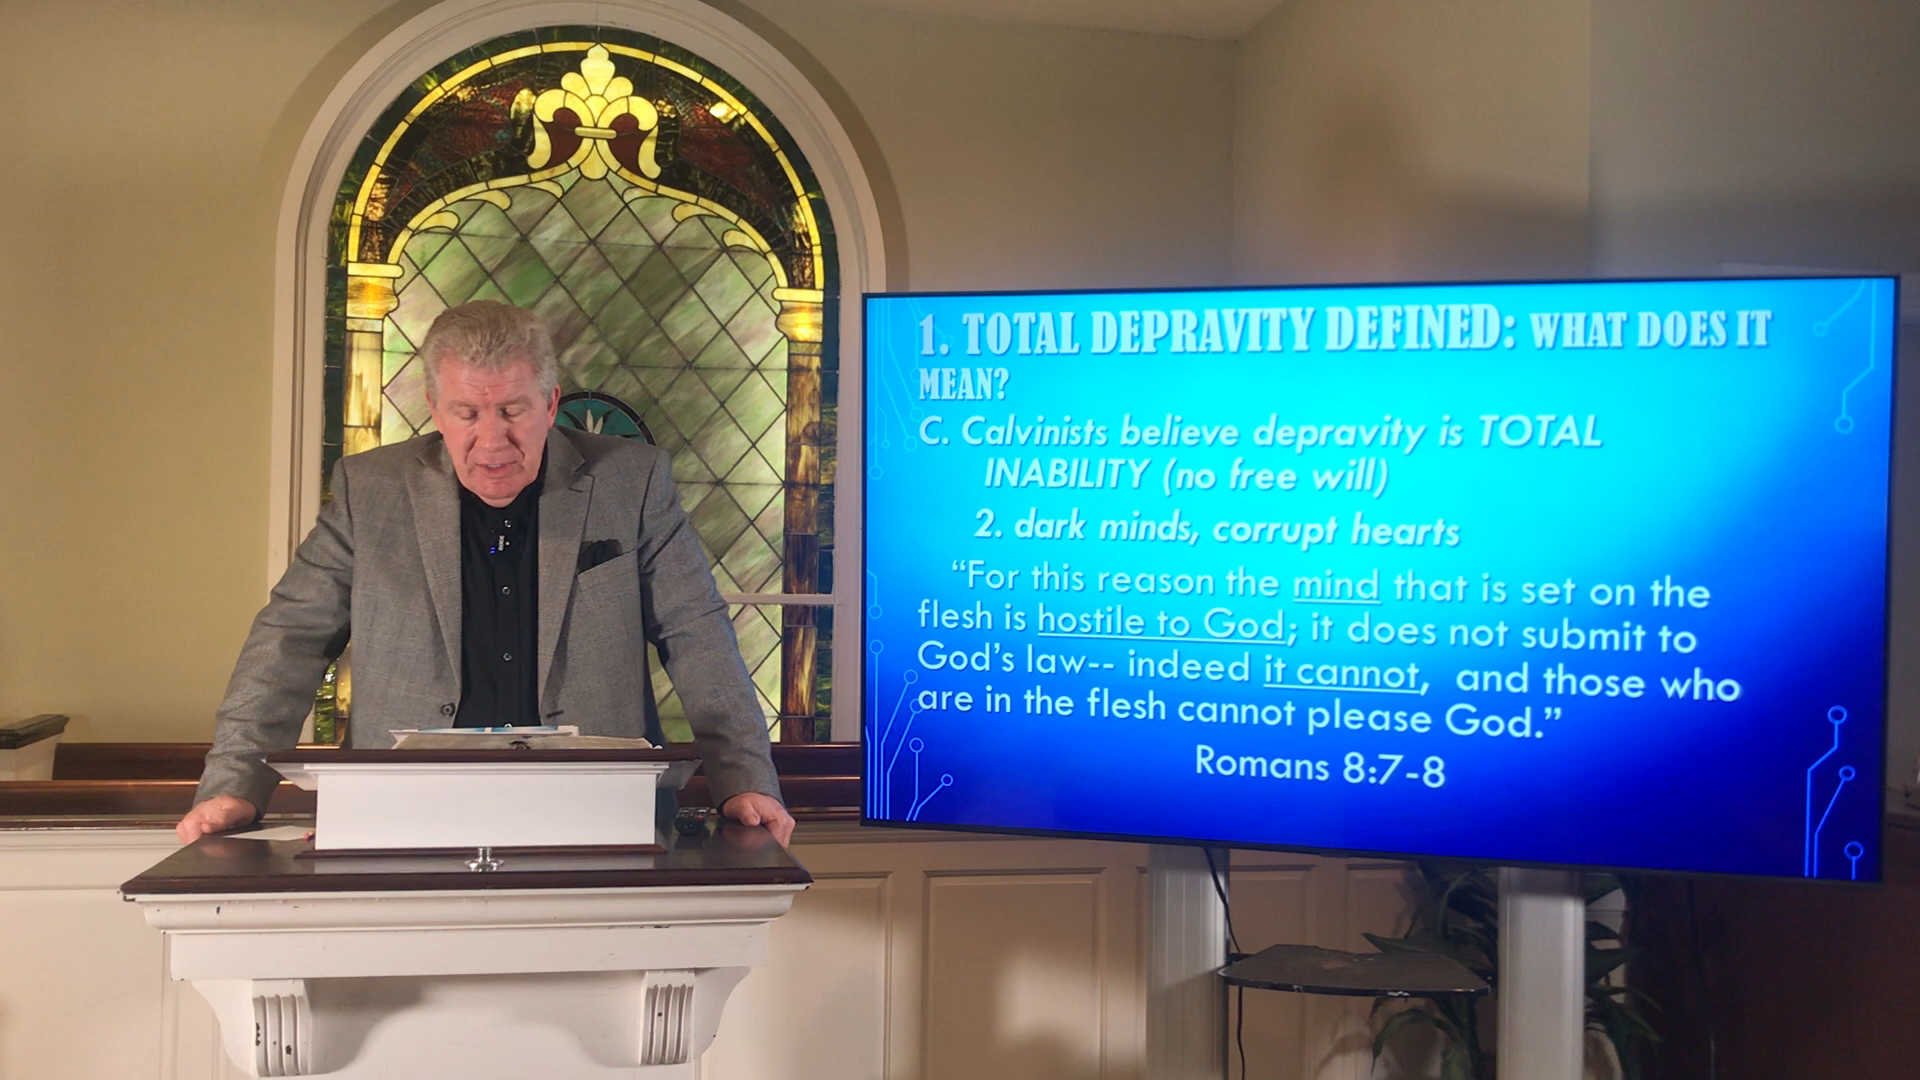 1. TOTAL DEPRAVITY DEFINED: WHAT DOES IT
MEAN?
C. Calvinists believe depravity is TOTAL
INABILITY (no free will)
2. dark minds, corrupt hearts
“For this reason the mind that is set on the
flesh is hostile to God; it does not submit to
God’s law-- indeed it cannot, and those who
are in the flesh cannot please God.”
Romans 8:7-8